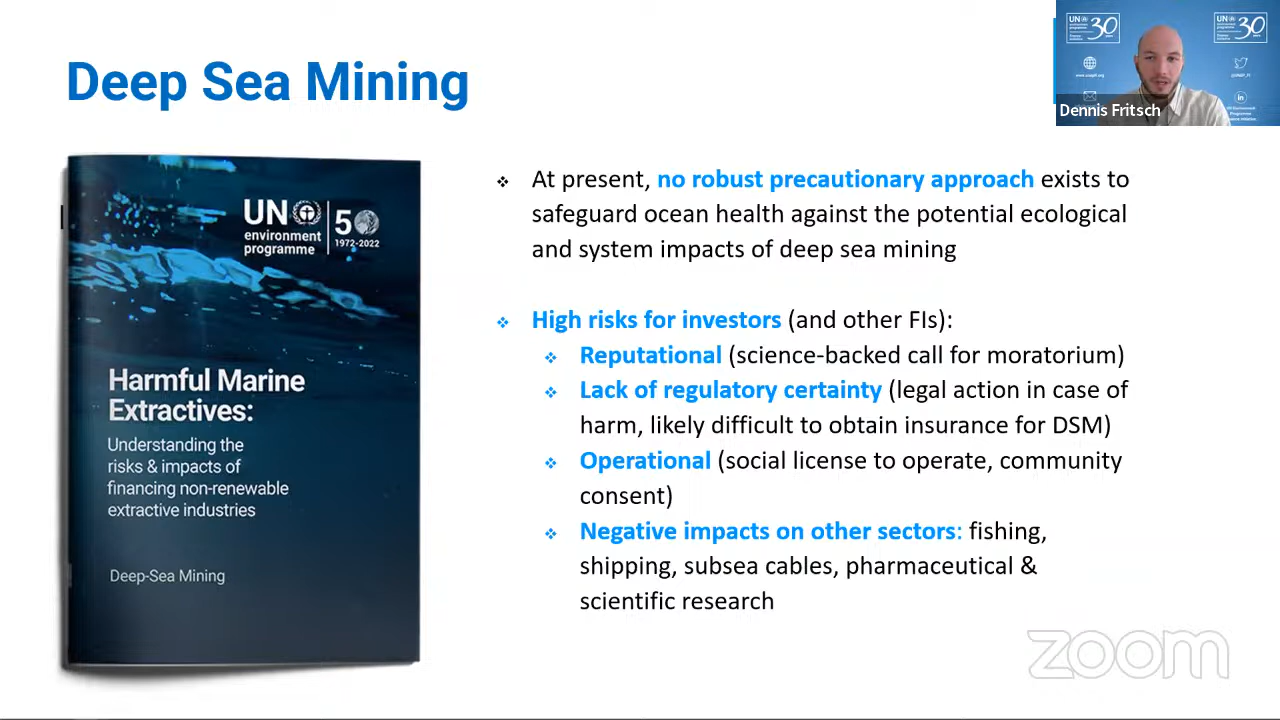 Deep Sea Mining
UN
environment
programme
50
1972-2022
Harmful Marine
Extractives:
Understanding the
risks & impacts of
financing non-renewable
extractive industries
Deep-Sea Mining
❖ At present, no robust precautionary approach exists to
safeguard ocean health against the potential ecological
and system impacts of deep sea mining
❖ High risks for investors (and other FIs):
❖ Reputational (science-backed call for moratorium)
❖ Lack of regulatory certainty (legal action in case of
harm, likely difficult to obtain insurance for DSM)
❖ Operational (social license to operate, community
consent)
❖ Negative impacts on other sectors: fishing,
shipping, subsea cables, pharmaceutical &
scientific research
UN
30
UN
30
Dennis Fritsch
zoom